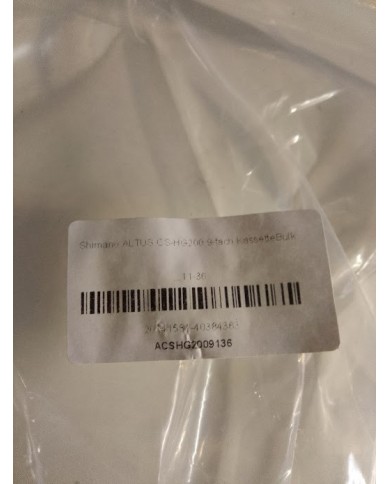 Shimano ALTUS CS-HG200 9-fach KassetteBulk
11-36
ACSHG2009136